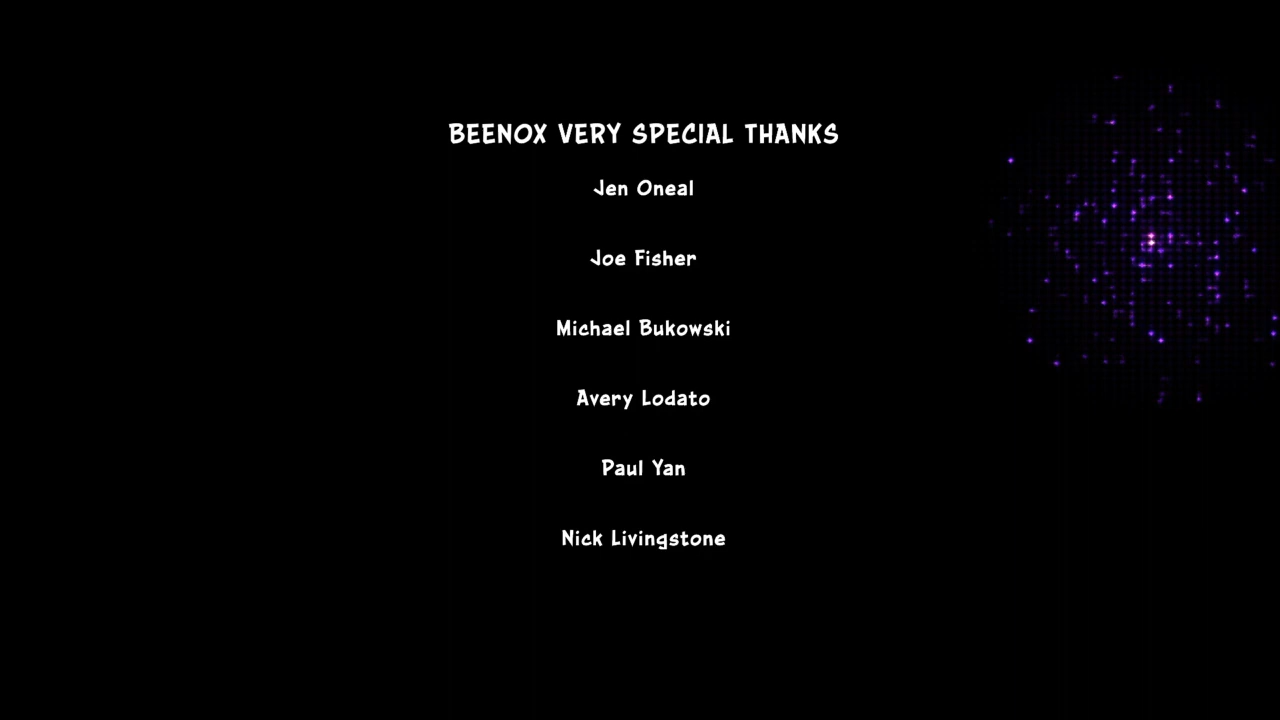 BEENOX VERY SPECIAL THANKS
Jen Oneal
Joe Fisher
Michael Bukowski
Avery Lodato
Paul Yan
Nick Livingstone